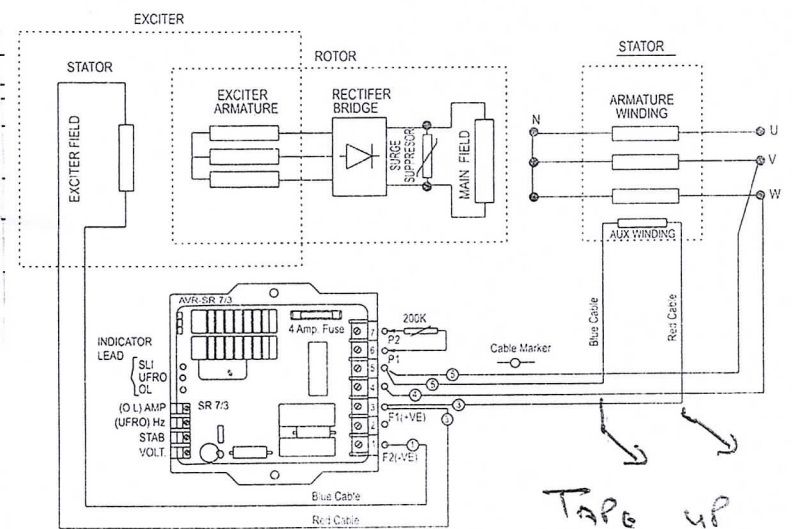 EXCITER
ROTOR
STATOR
STATOR
EXCITER FIELD
EXCITER
ARMATURE
RECTIFER
BRIDGE
SURGE
SUPPRESOR
MAIN FIELD
ARMATURE
WINDING
N
U
V
W
AUX WINDING
Blue Cable
Red Cable
AVR-SR 7/3
4 Amp. Fuse
200K
P2
P1
7
6
5
4
3
2
1
Cable Marker
5
5
4
3
3
1
F1(+VE)
F2(-VE)
INDICATOR
LEAD
SLI
UFRO
OL
SR 7/3
(O L) AMP
(UFRO) Hz
STAB
VOLT.
Blue Cable
Red Cable
TAPE UP